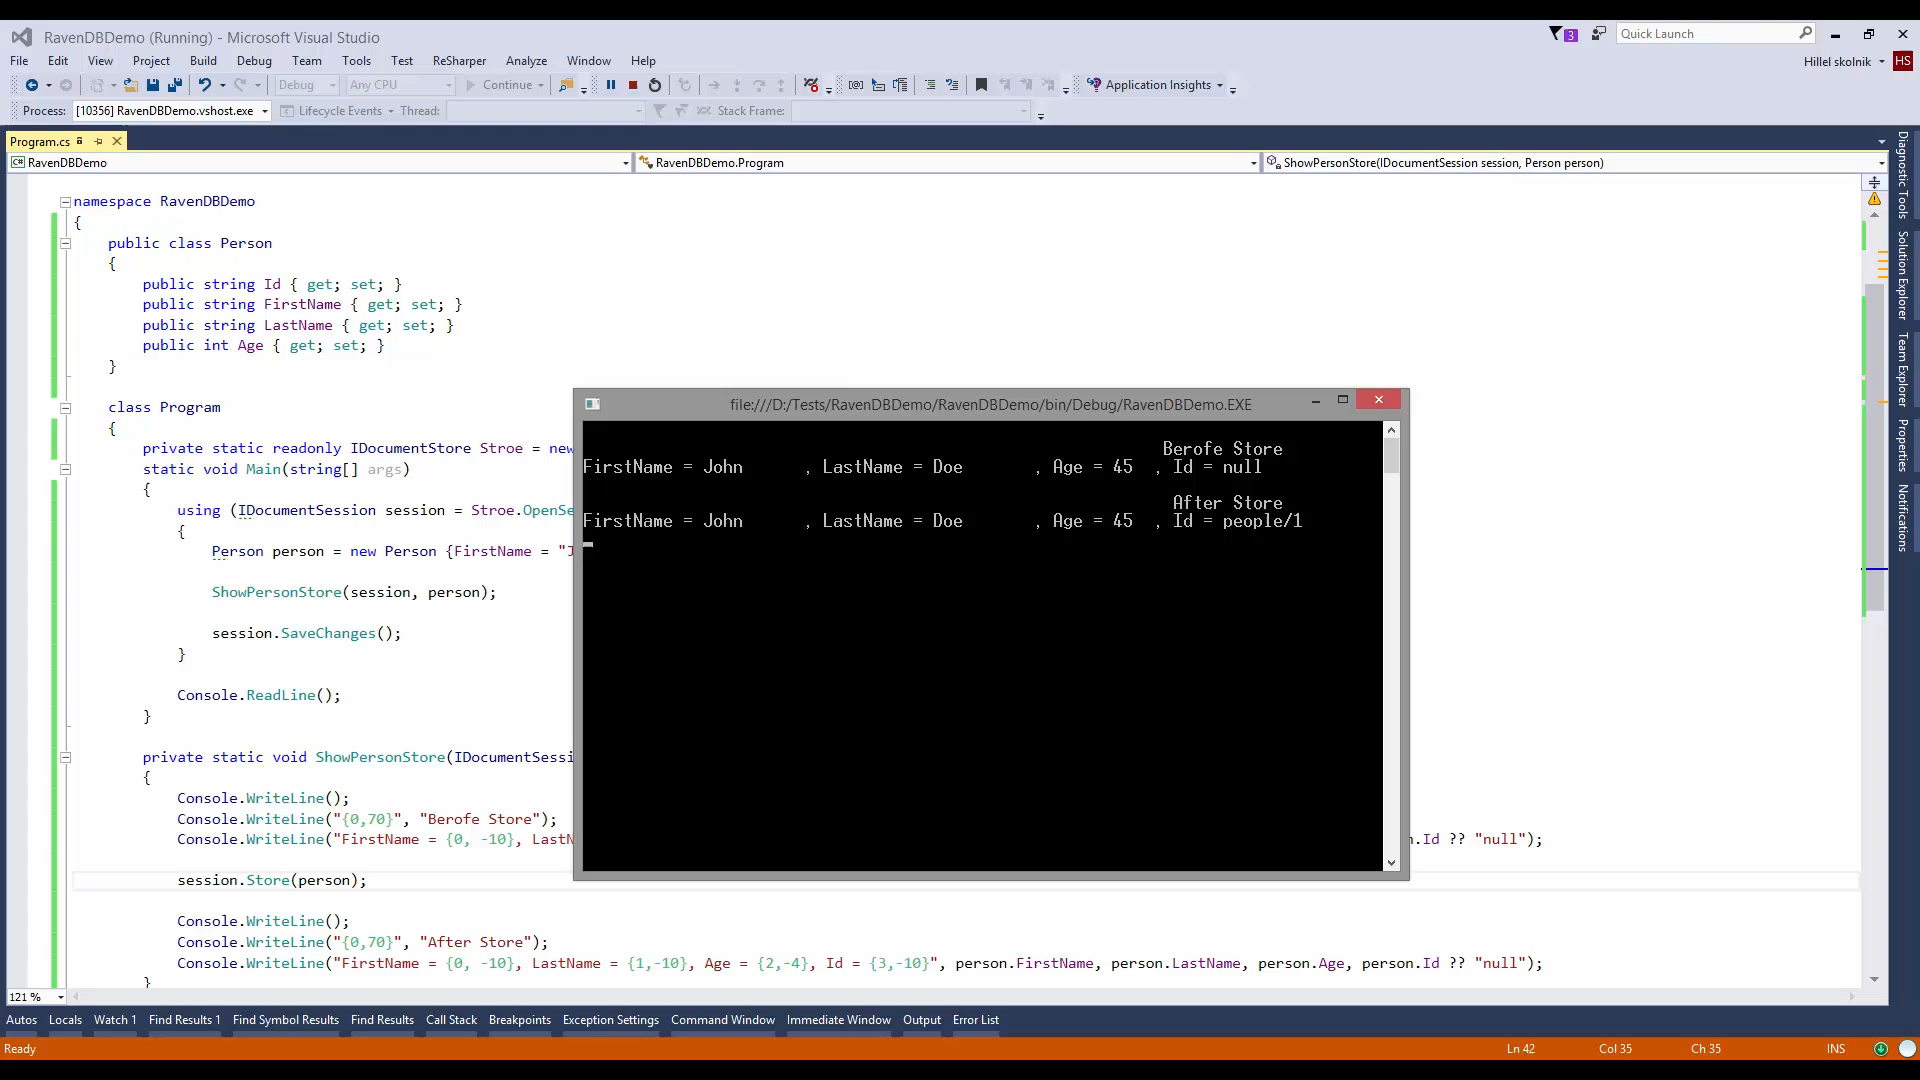 RavenDBDemo (Running) - Microsoft Visual Studio
3
Quick Launch
File Edit View Project Build Debug Team Tools Test ReSharper Analyze Window Help
Hillel skolnik HS
Debug Any CPU Continue Application Insights
Process: [10356] RavenDBDemo.vshost.exe Lifecycle Events Thread: Stack Frame:
Program.cs
C# RavenDBDemo RavenDBDemo.Program ShowPersonStore(IDocumentSession session, Person person)
namespace RavenDBDemo
{
public class Person
{
public string Id { get; set; }
public string FirstName { get; set; }
public string LastName { get; set; }
public int Age { get; set; }
}
class Program
{
private static readonly IDocumentStore Stroe = new
static void Main(string[] args)
{
using (IDocumentSession session = Stroe.OpenSe
{
Person person = new Person {FirstName = "J
ShowPersonStore(session, person);
session.SaveChanges();
}
Console.ReadLine();
}
private static void ShowPersonStore(IDocumentSessi
{
Console.WriteLine();
Console.WriteLine("{0,70}", "Berofe Store");
Console.WriteLine("FirstName = {0, -10}, LastN
n.Id ?? "null");
session.Store(person);
Console.WriteLine();
Console.WriteLine("{0,70}", "After Store");
Console.WriteLine("FirstName = {0, -10}, LastName = {1,-10}, Age = {2,-4}, Id = {3,-10}", person.FirstName, person.LastName, person.Age, person.Id ?? "null");
}
file:///D:/Tests/RavenDBDemo/RavenDBDemo/bin/Debug/RavenDBDemo.EXE
Berofe Store
FirstName = John , LastName = Doe , Age = 45 , Id = null
After Store
FirstName = John , LastName = Doe , Age = 45 , Id = people/1
Diagnostic Tools
Solution Explorer
Team Explorer
Properties
Notifications
121 %
Autos Locals Watch 1 Find Results 1 Find Symbol Results Find Results Call Stack Breakpoints Exception Settings Command Window Immediate Window Output Error List
Ready Ln 42 Col 35 Ch 35 INS